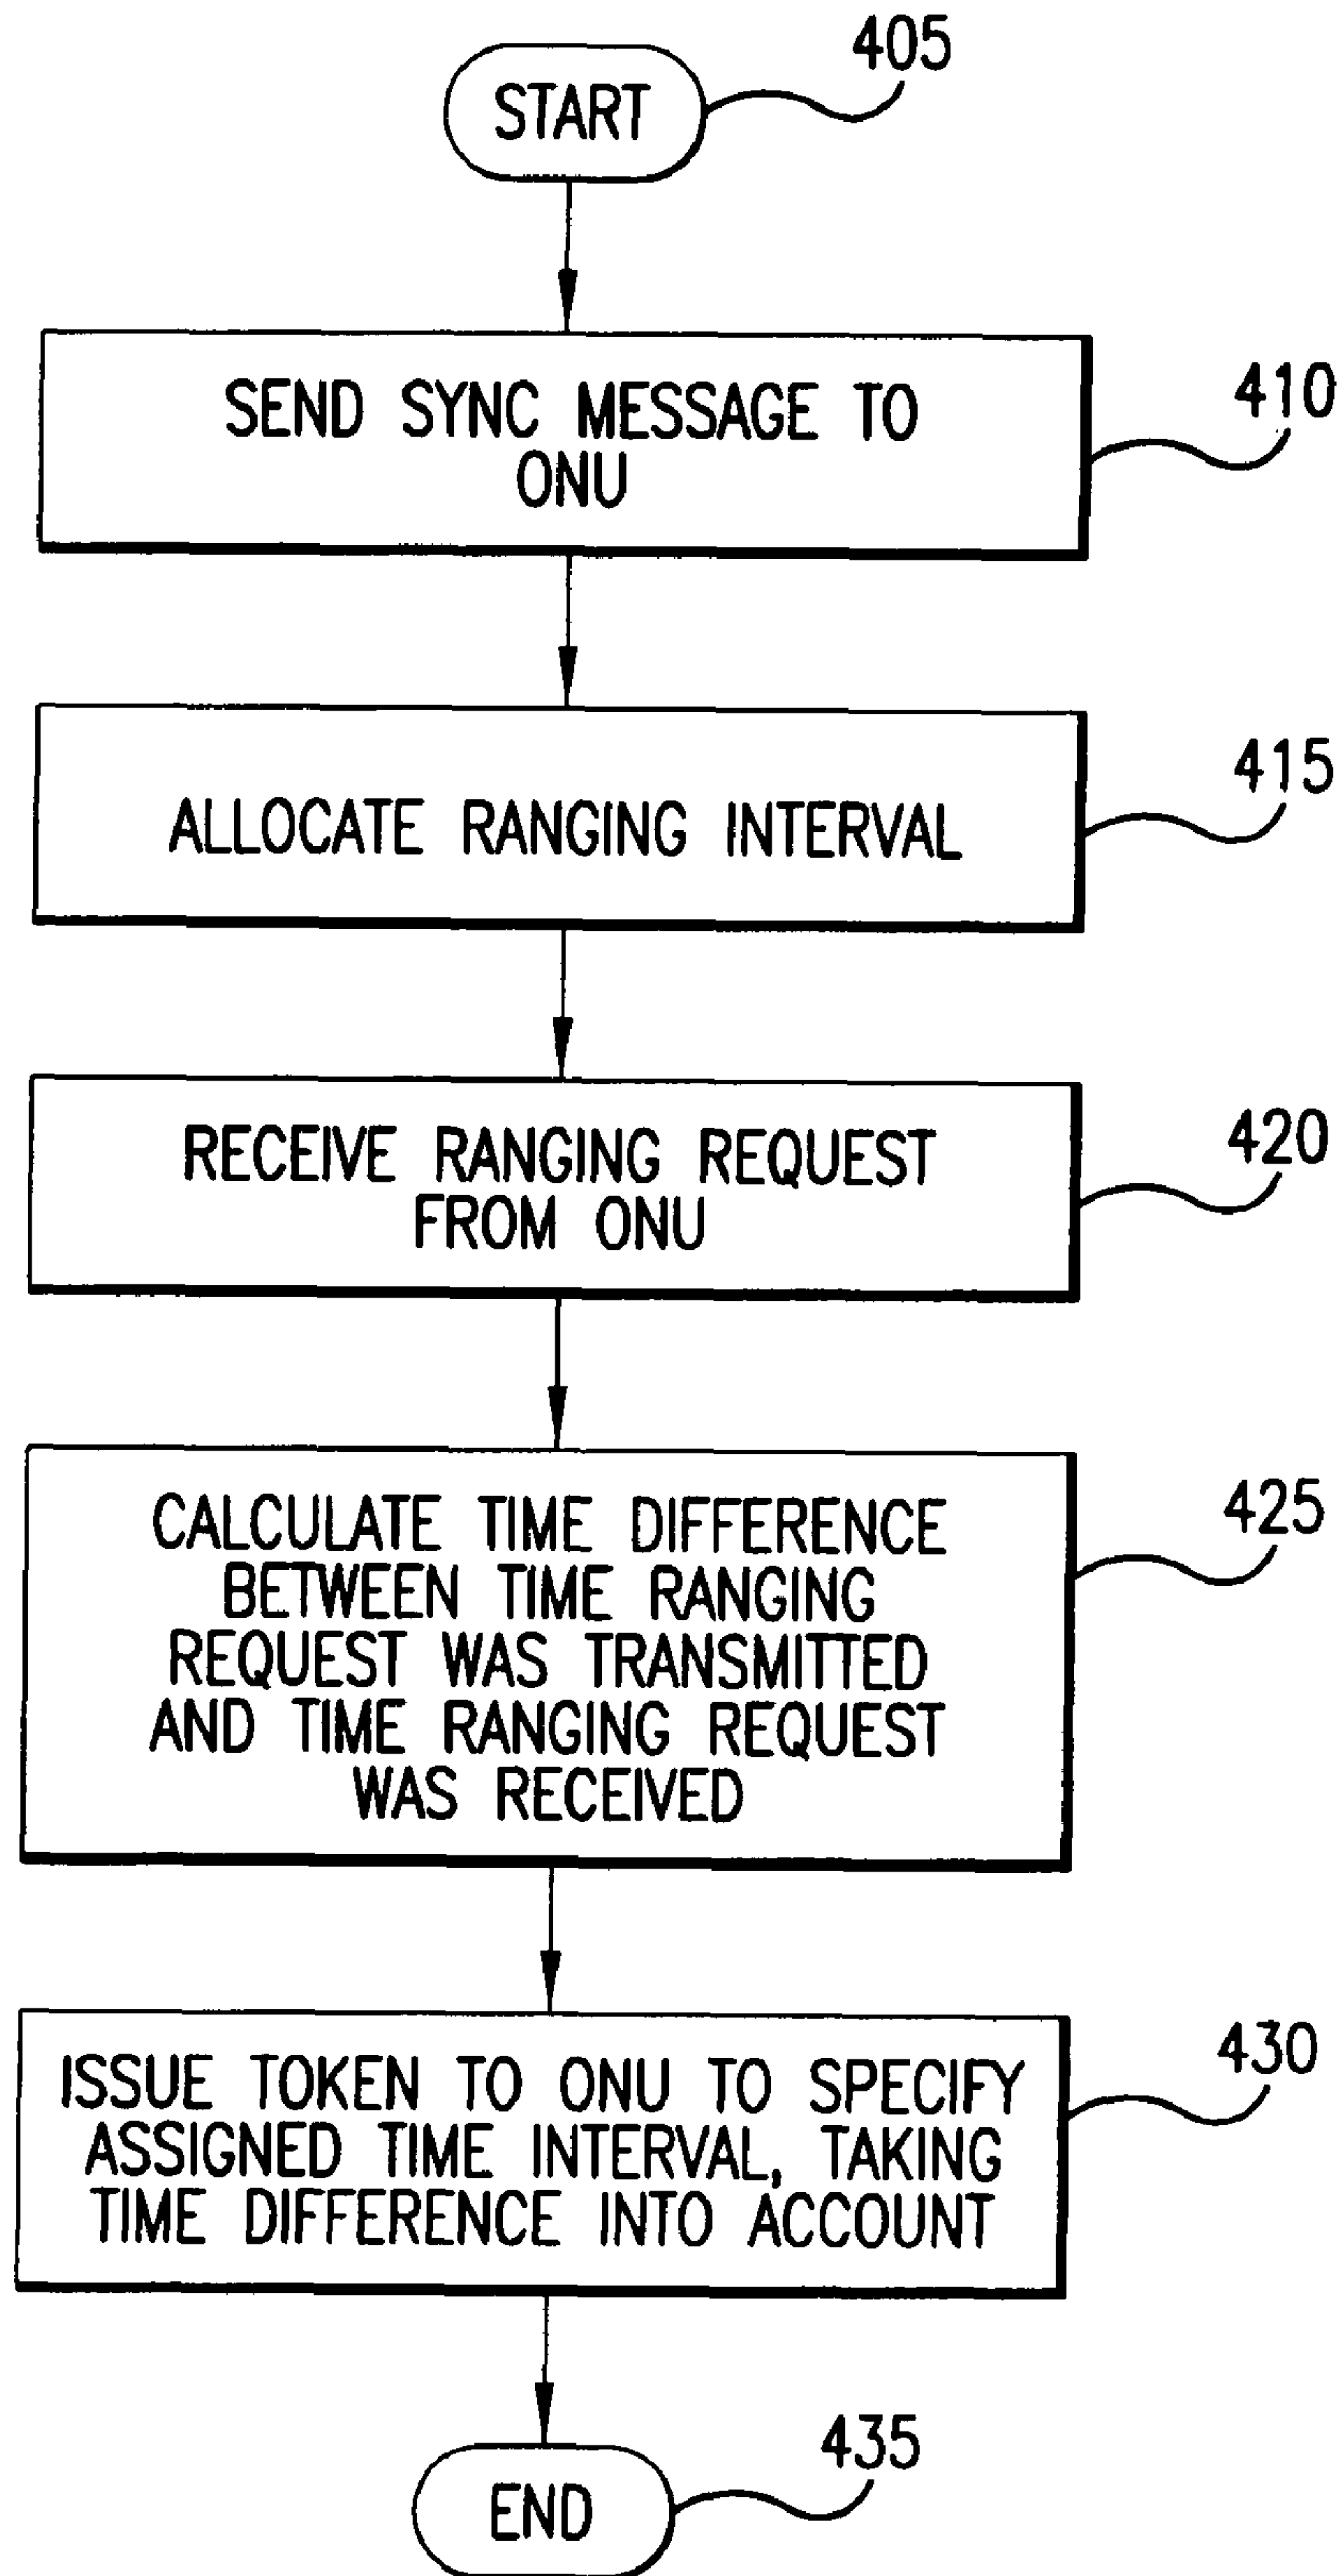 405
START
410
SEND SYNC MESSAGE TO
ONU
415
ALLOCATE RANGING INTERVAL
420
RECEIVE RANGING REQUEST
FROM ONU
425
CALCULATE TIME DIFFERENCE
BETWEEN TIME RANGING
REQUEST WAS TRANSMITTED
AND TIME RANGING REQUEST
WAS RECEIVED
430
ISSUE TOKEN TO ONU TO SPECIFY
ASSIGNED TIME INTERVAL, TAKING
TIME DIFFERENCE INTO ACCOUNT
435
END